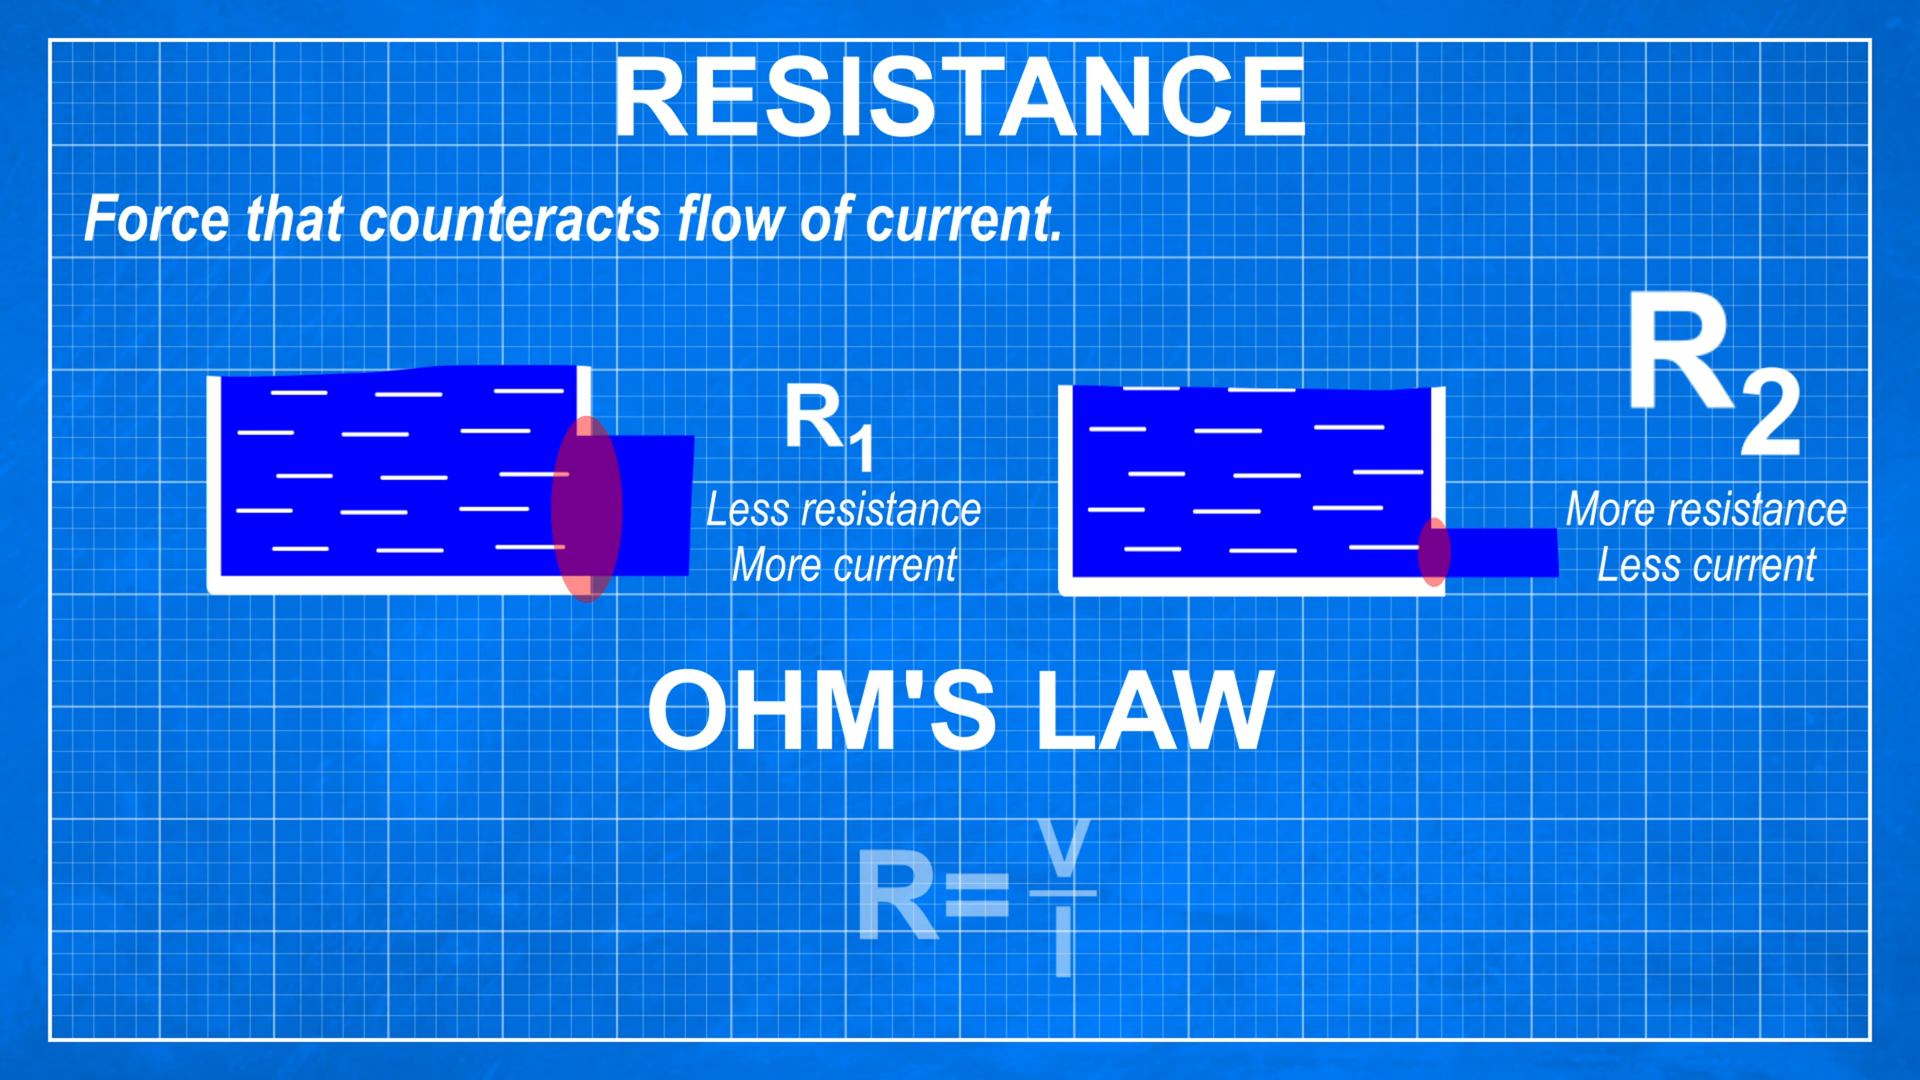 RESISTANCE
Force that counteracts flow of current.
R1
Less resistance
More current
R2
More resistance
Less current
OHM'S LAW
R=V/I